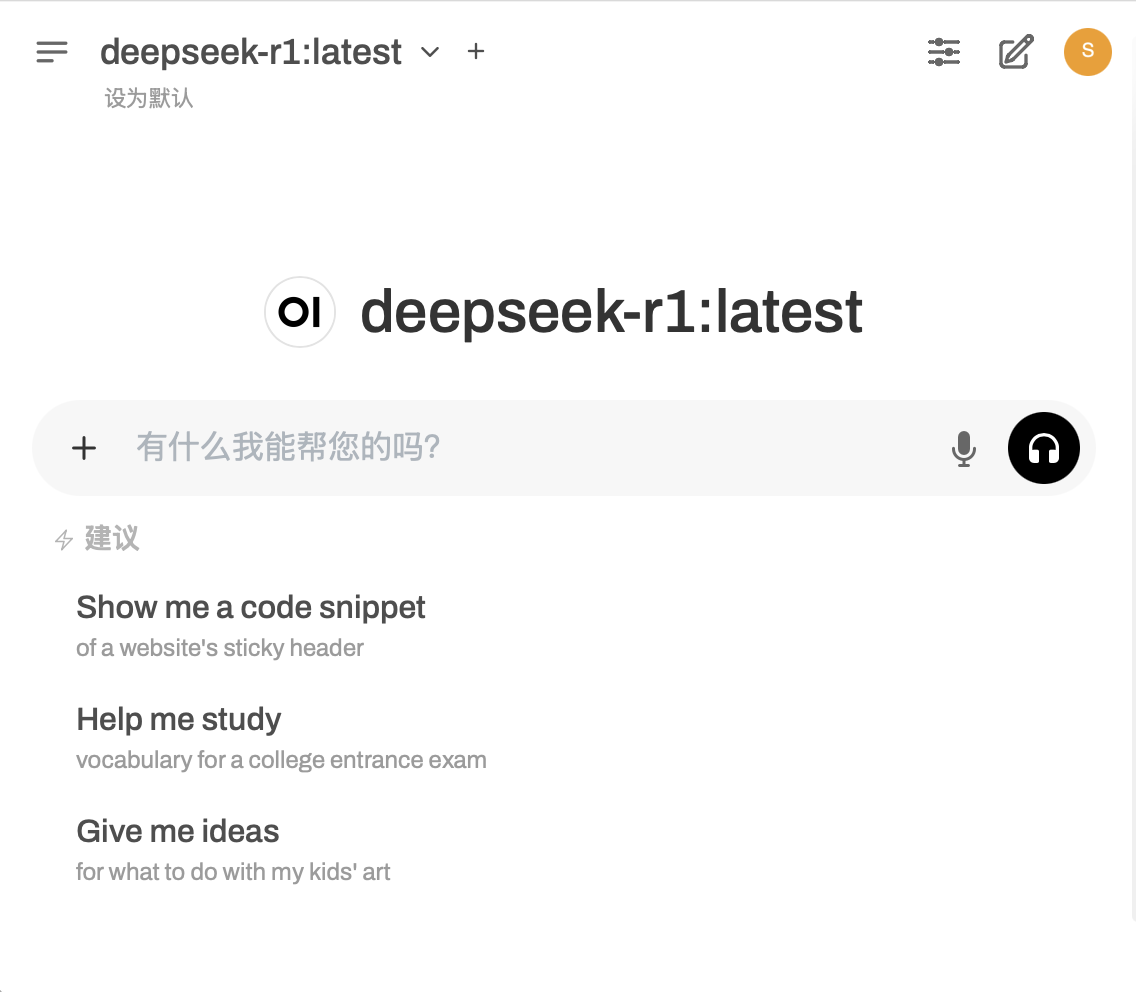 deepseek-r1:latest
设为默认
S
OI deepseek-r1:latest
有什么我能帮您的吗?
建议
Show me a code snippet
of a website's sticky header
Help me study
vocabulary for a college entrance exam
Give me ideas
for what to do with my kids' art